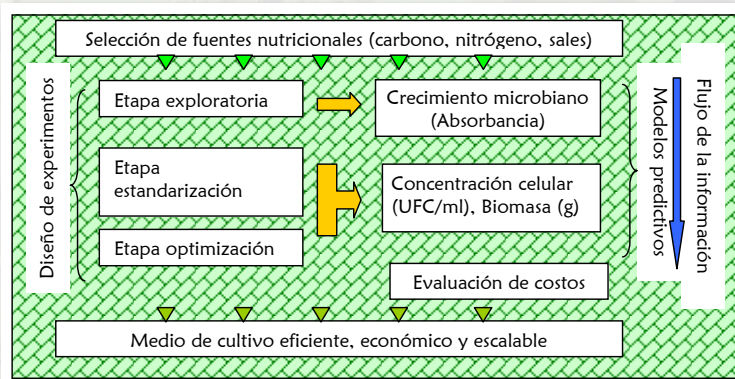 Selección de fuentes nutricionales (carbono, nitrógeno, sales)
Diseño de experimentos
Etapa exploratoria
Crecimiento microbiano
(Absorbancia)
Etapa
estandarización
Concentración celular
(UFC/ml), Biomasa (g)
Etapa optimización
Evaluación de costos
Modelos predictivos
Flujo de la información
Medio de cultivo eficiente, económico y escalable